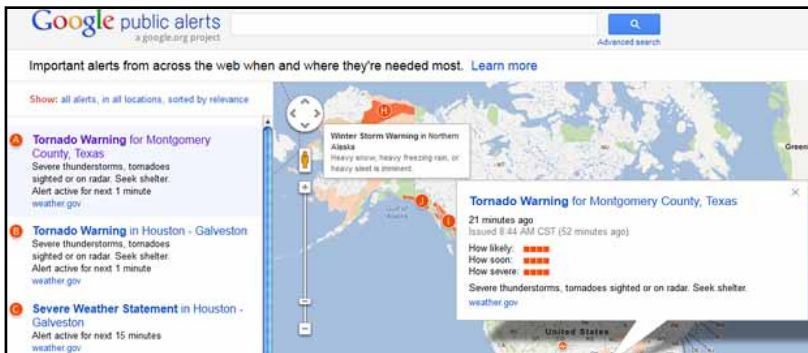 Google public alerts
a google.org project
Advanced search
Important alerts from across the web when and where they're needed most. Learn more
Show: all alerts, in all locations, sorted by relevance
A
Tornado Warning for Montgomery
County, Texas
Severe thunderstorms, tornadoes
sighted or on radar. Seek shelter.
Alert active for next 1 minute
weather.gov
B
Tornado Warning in Houston - Galveston
Severe thunderstorms, tornadoes
sighted or on radar. Seek shelter.
Alert active for next 1 minute
weather.gov
C
Severe Weather Statement in Houston -
Galveston
Alert active for next 15 minutes
weather.gov
H
Winter Storm Warning in Northern
Alaska
Heavy snow, heavy freezing rain, or
heavy sleet is imminent.
Gulf of
Alaska
J
I
NU
Green
Tornado Warning for Montgomery County, Texas
21 minutes ago
Issued 8:44 AM CST (52 minutes ago)
How likely:
How soon:
How severe:
Severe thunderstorms, tornadoes sighted or on radar. Seek shelter.
weather.gov
United States